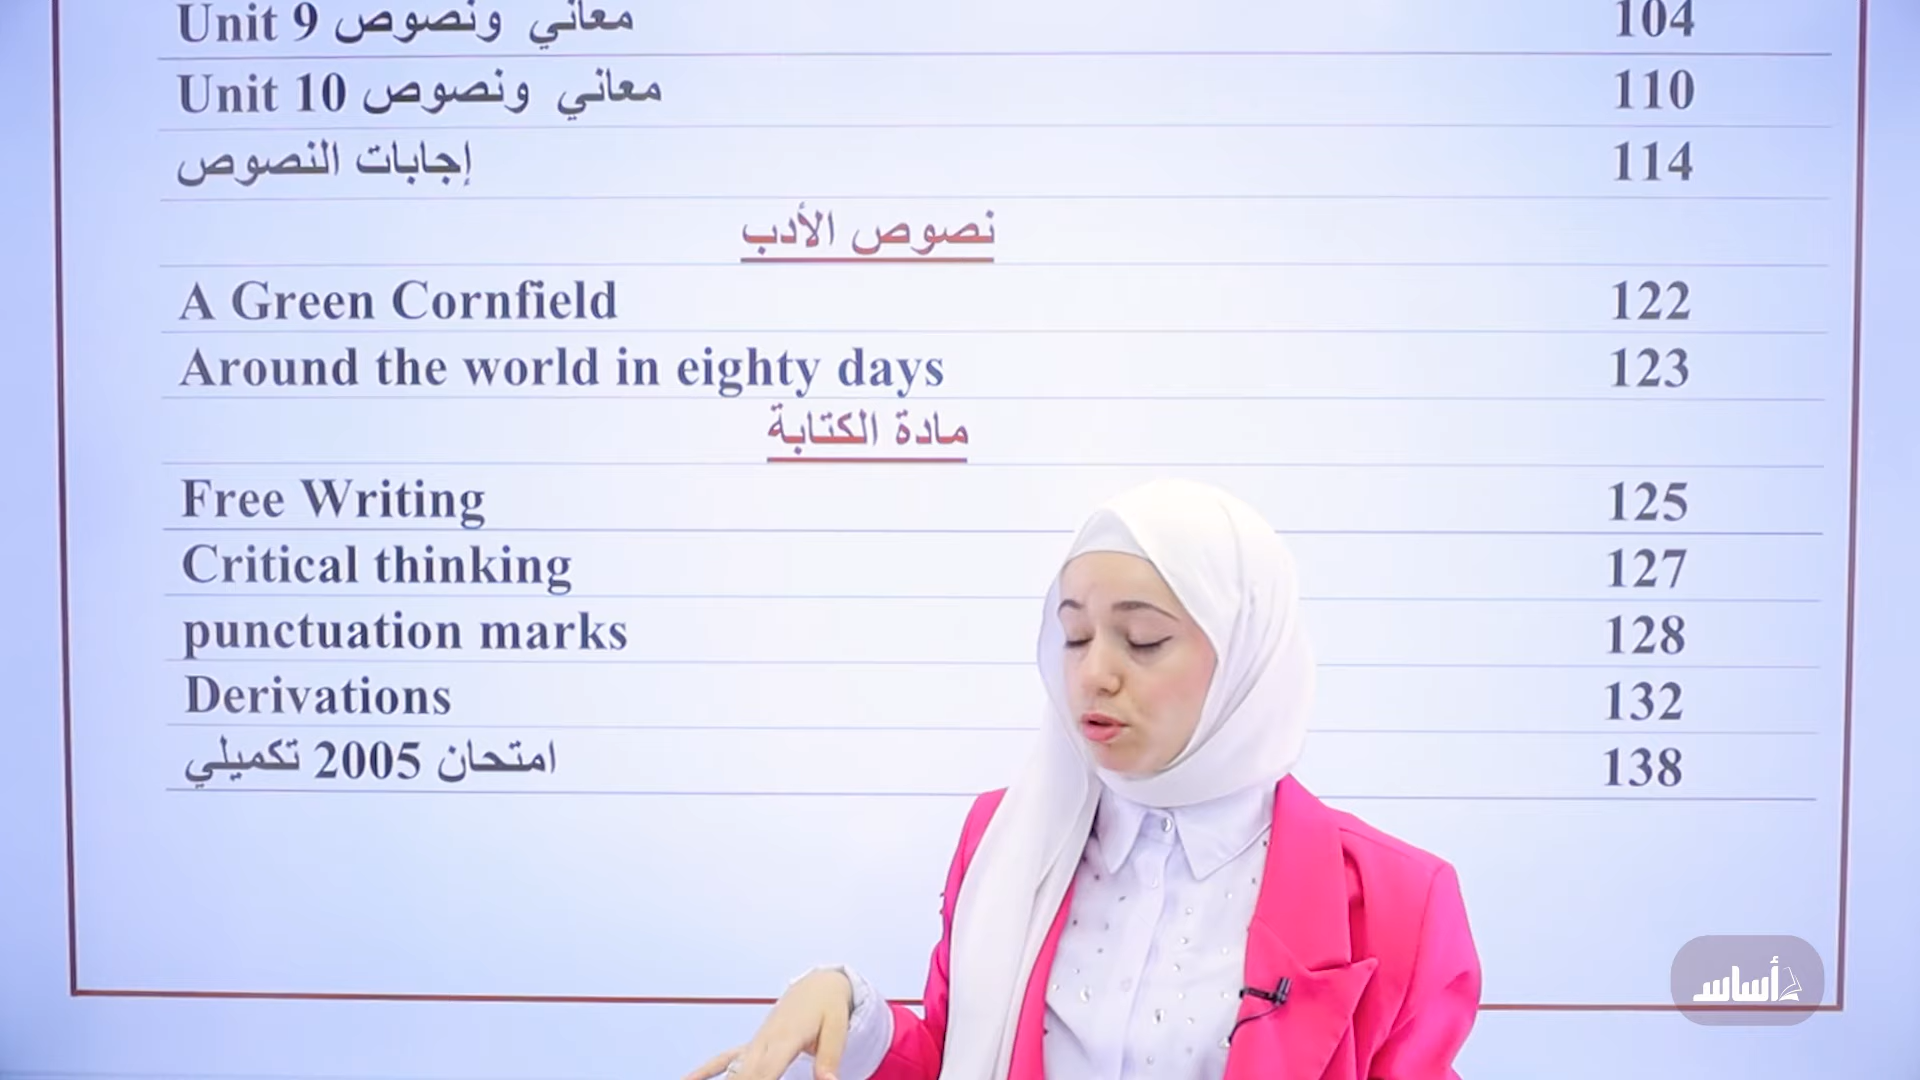 Unit 9 معاني ونصوص 104
Unit 10 معاني ونصوص 110
إجابات النصوص 114
نصوص الأدب
A Green Cornfield 122
Around the world in eighty days 123
مادة الكتابة
Free Writing 125
Critical thinking 127
punctuation marks 128
Derivations 132
امتحان 2005 تكميلي 138
أساس